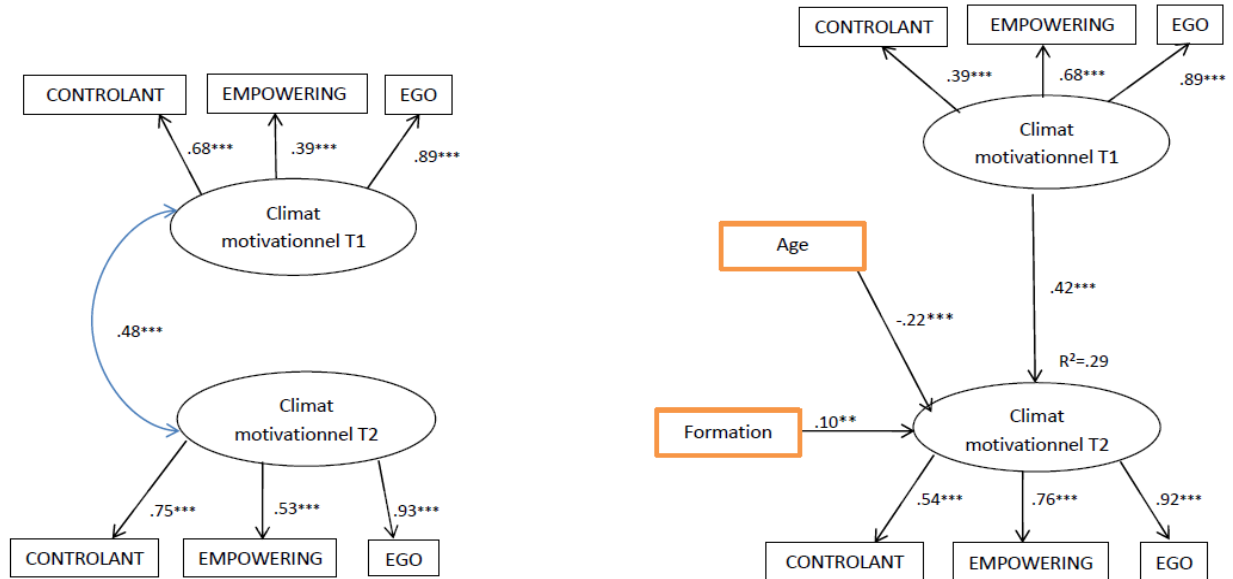 CONTROLANT
EMPOWERING
EGO
.68***
.39***
.89***
Climat
motivationnel T1
.48***
Climat
motivationnel T2
.75***
.53***
.93***
CONTROLANT
EMPOWERING
EGO
CONTROLANT
EMPOWERING
EGO
.39***
.68***
.89***
Climat
motivationnel T1
Age
.42***
-.22***
R²=.29
Formation
.10**
Climat
motivationnel T2
.54***
.76***
.92***
CONTROLANT
EMPOWERING
EGO